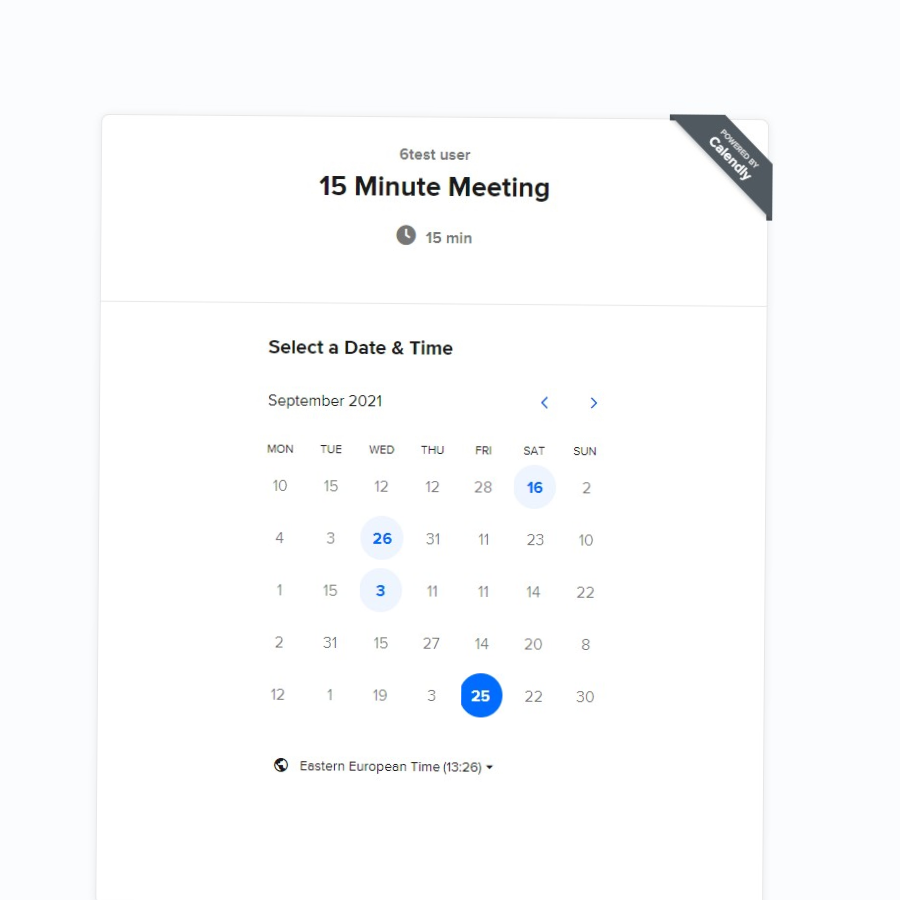 6test user
15 Minute Meeting
15 min
POWERED BY
Calendly
Select a Date & Time
September 2021
MON TUE WED THU FRI SAT SUN
10 15 12 12 28 16 2
4 3 26 31 11 23 10
1 15 3 11 11 14 22
2 31 15 27 14 20 8
12 1 19 3 25 22 30
Eastern European Time (13:26)